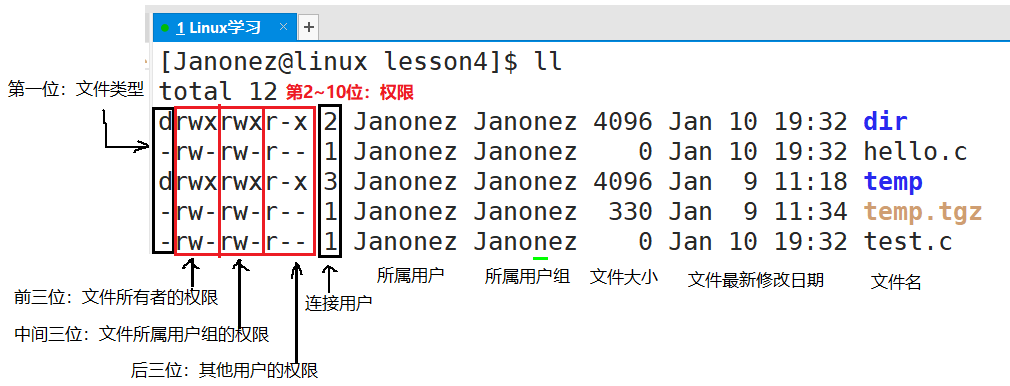 1 Linux学习 × +
[Janonez@linux lesson4]$ ll
第一位：文件类型
total 12 第2~10位：权限
drwxrwxr-x 2 Janonez Janonez 4096 Jan 10 19:32 dir
-rw-rw-r-- 1 Janonez Janonez 0 Jan 10 19:32 hello.c
drwxrwxr-x 3 Janonez Janonez 4096 Jan 9 11:18 temp
-rw-rw-r-- 1 Janonez Janonez 330 Jan 9 11:34 temp.tgz
-rw-rw-r-- 1 Janonez Janonez 0 Jan 10 19:32 test.c
所属用户 所属用户组 文件大小 文件最新修改日期 文件名
前三位：文件所有者的权限
连接用户
中间三位：文件所属用户组的权限
后三位：其他用户的权限